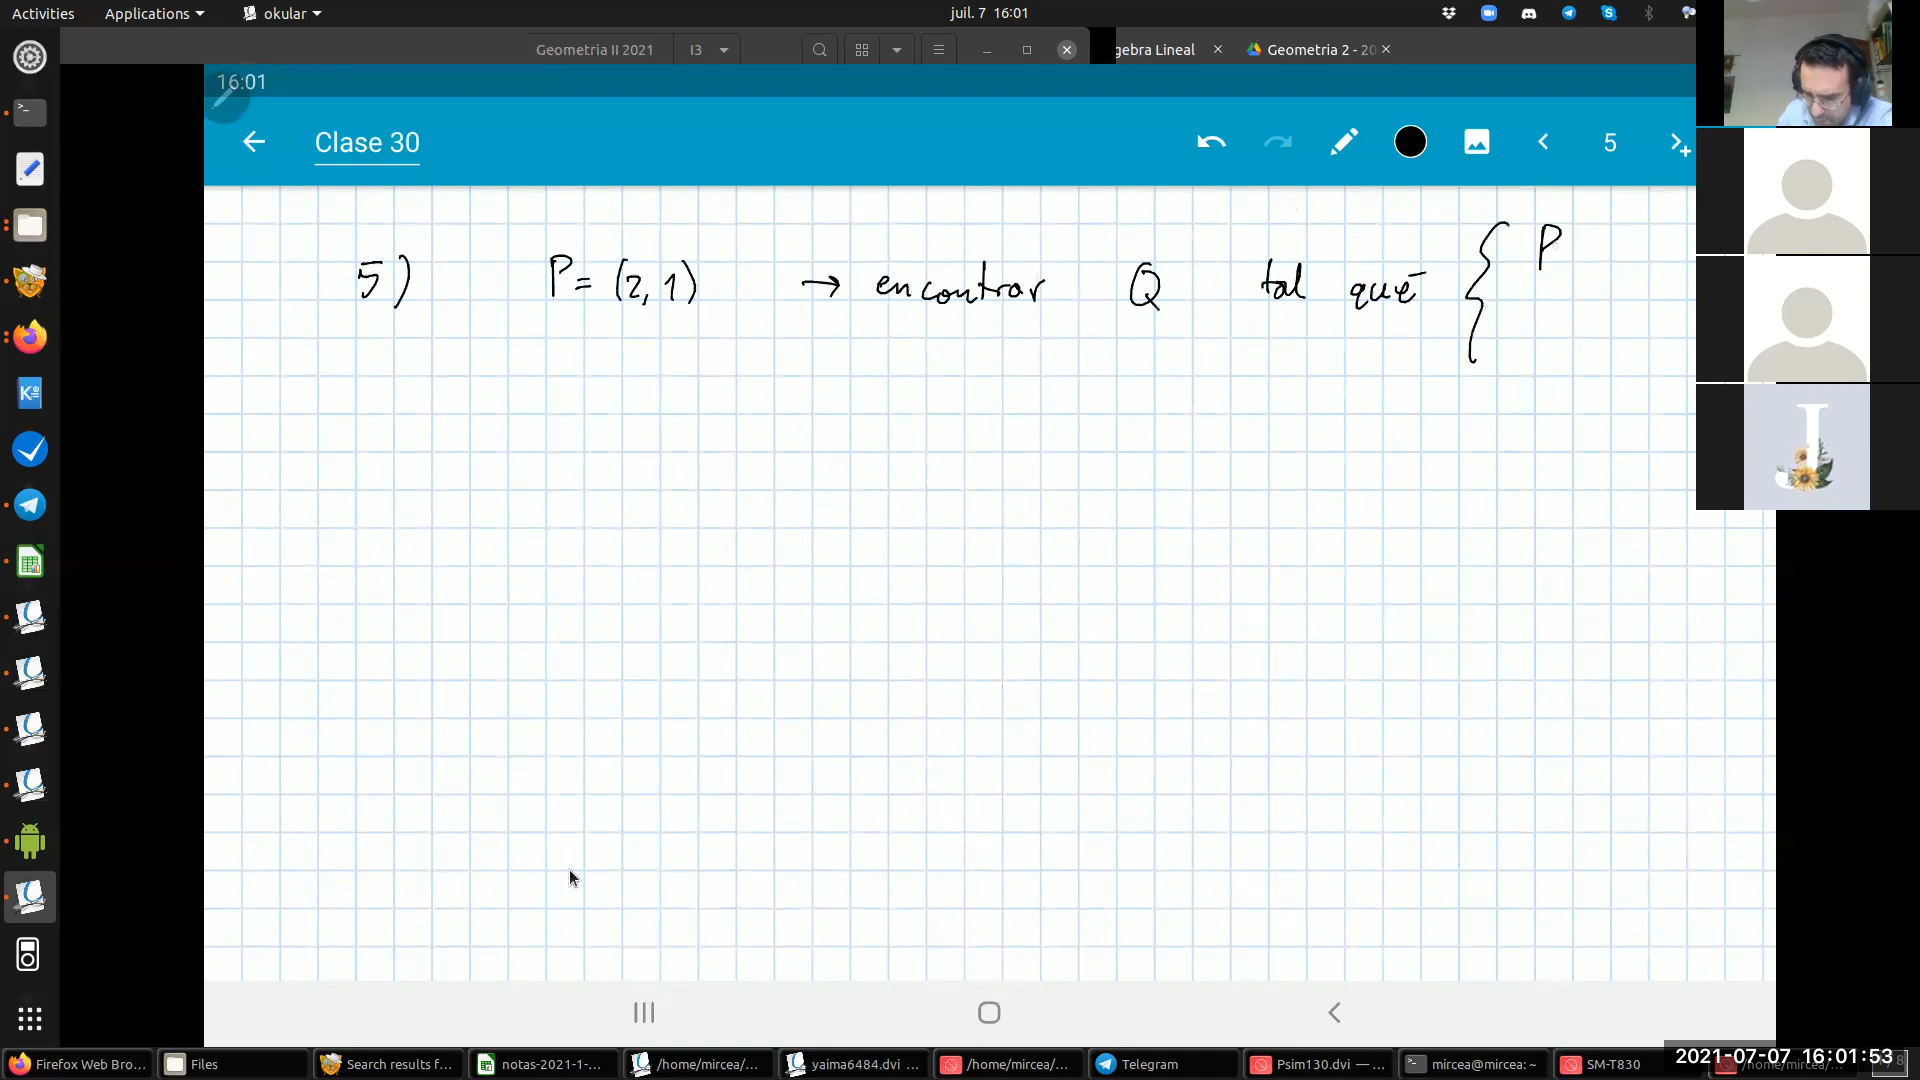 Activities Applications okular juil. 7 16:01
Geometria II 2021 I3 gebra Lineal Geometria 2 - 20
16:01
Clase 30 5
5) P = (2, 1) → encontrar Q tal que { P
J
Firefox Web Bro... Files Search results f... notas-2021-1-... /home/mircea/... yaima6484.dvi ... /home/mircea/... Telegram Psim130.dvi — ... mircea@mircea: ~ SM-T830
2021-07-07 16:01:53